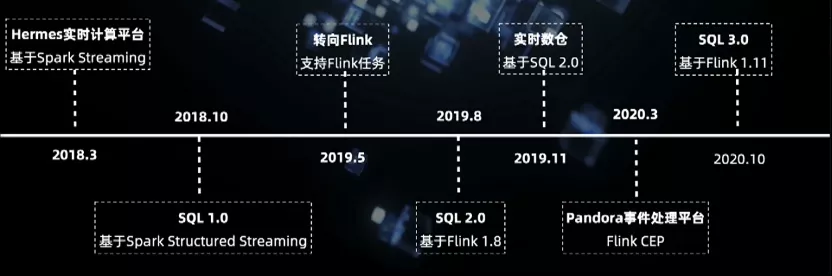 Hermes实时计算平台
基于Spark Streaming
转向Flink
支持Flink任务
实时数仓
基于SQL 2.0
SQL 3.0
基于Flink 1.11
2018.10
2019.8
2020.3
2018.3
2019.5
2019.11
2020.10
SQL 1.0
基于Spark Structured Streaming
SQL 2.0
基于Flink 1.8
Pandora事件处理平台
Flink CEP